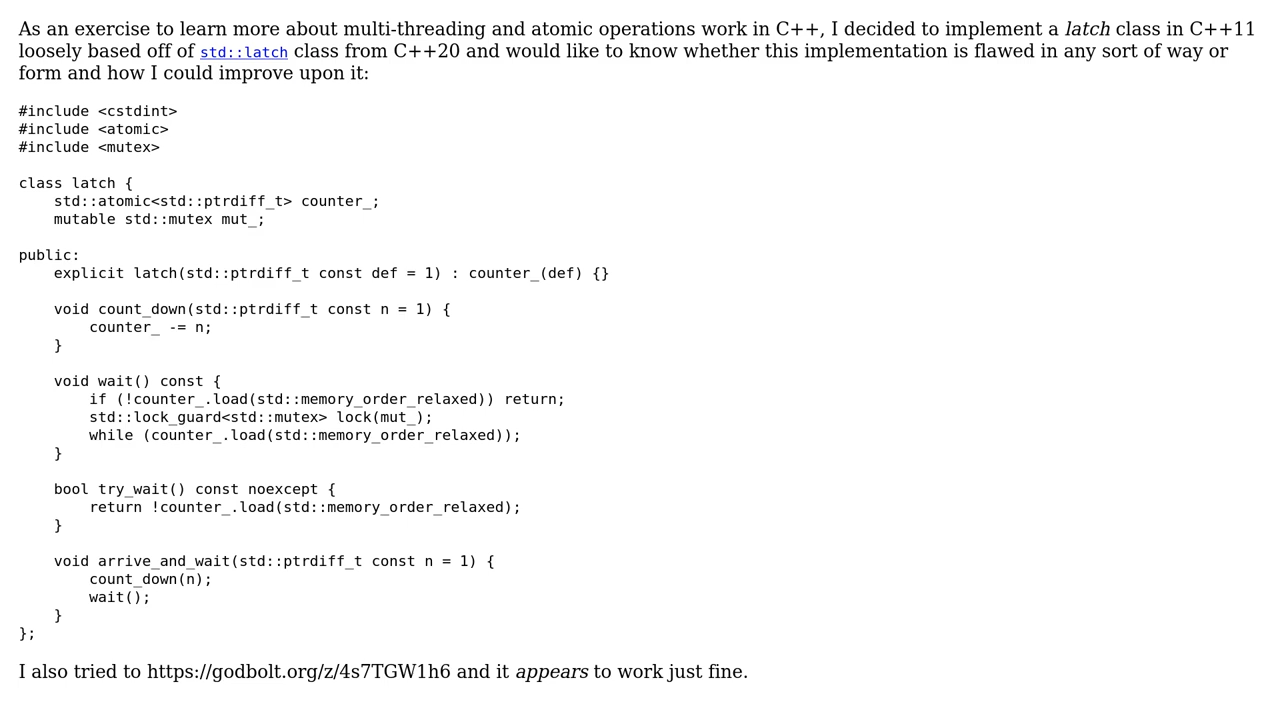 As an exercise to learn more about multi-threading and atomic operations work in C++, I decided to implement a latch class in C++11
loosely based off of std::latch class from C++20 and would like to know whether this implementation is flawed in any sort of way or
form and how I could improve upon it:
#include <cstdint>
#include <atomic>
#include <mutex>
class latch {
    std::atomic<std::ptrdiff_t> counter_;
    mutable std::mutex mut_;
public:
    explicit latch(std::ptrdiff_t const def = 1) : counter_(def) {}
    void count_down(std::ptrdiff_t const n = 1) {
        counter_ -= n;
    }
    void wait() const {
        if (!counter_.load(std::memory_order_relaxed)) return;
        std::lock_guard<std::mutex> lock(mut_);
        while (counter_.load(std::memory_order_relaxed));
    }
    bool try_wait() const noexcept {
        return !counter_.load(std::memory_order_relaxed);
    }
    void arrive_and_wait(std::ptrdiff_t const n = 1) {
        count_down(n);
        wait();
    }
};
I also tried to https://godbolt.org/z/4s7TGW1h6 and it appears to work just fine.